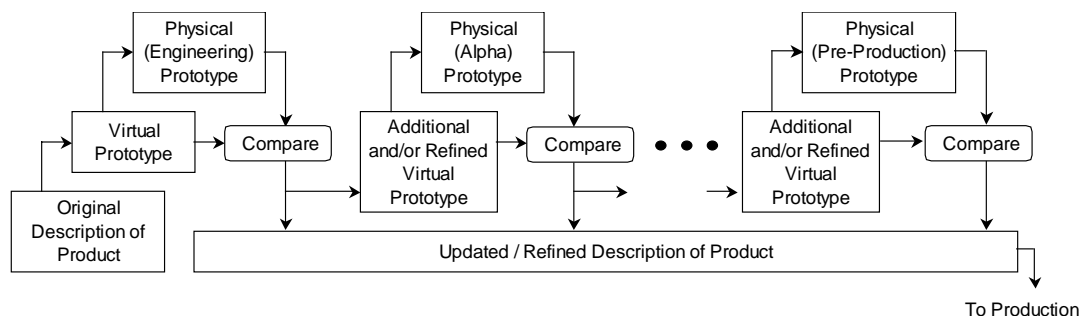 Physical
(Engineering)
Prototype
Physical
(Alpha)
Prototype
Physical
(Pre-Production)
Prototype
Virtual
Prototype
Compare
Additional
and/or Refined
Virtual
Prototype
Compare
Additional
and/or Refined
Virtual
Prototype
Compare
Original
Description of
Product
Updated / Refined Description of Product
To Production